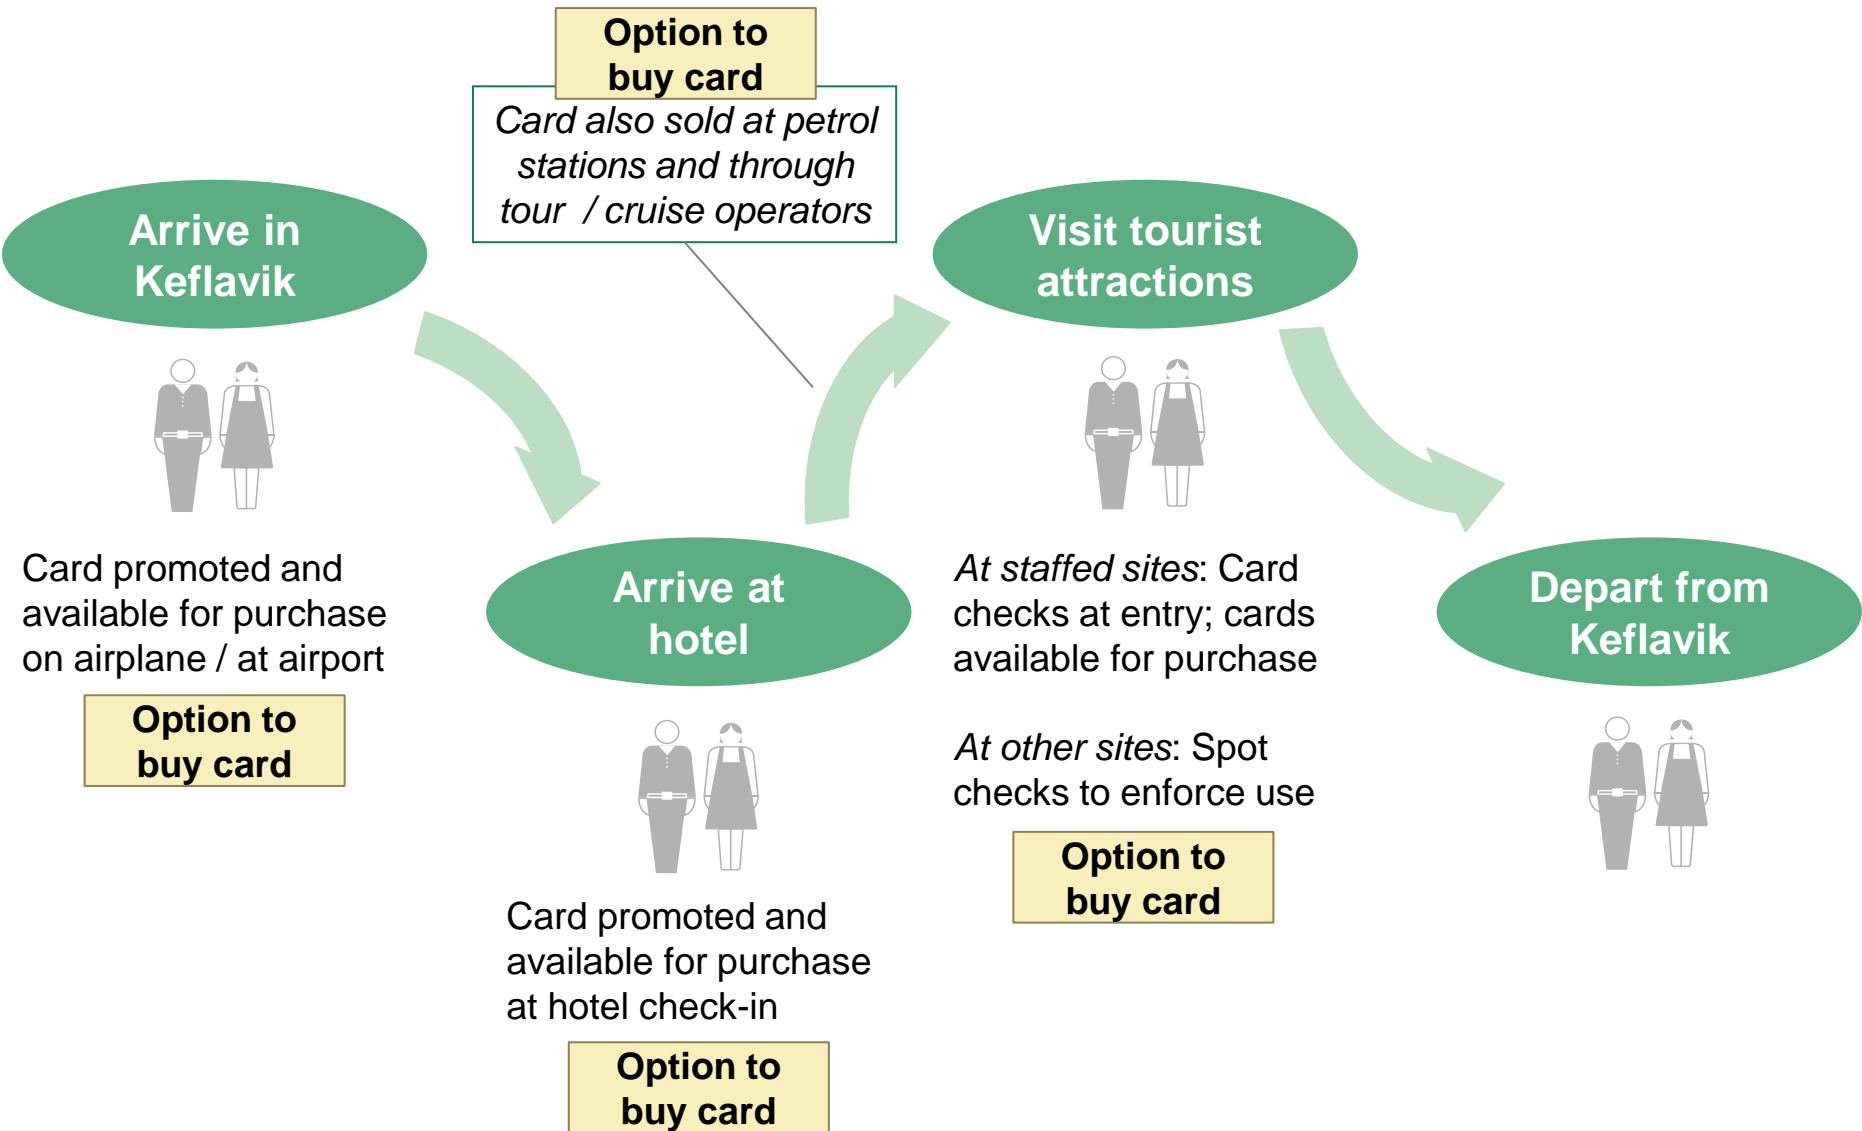 Option to
buy card
Card also sold at petrol
stations and through
tour / cruise operators
Arrive in
Keflavik
Card promoted and
available for purchase
on airplane / at airport
Option to
buy card
Arrive at
hotel
Card promoted and
available for purchase
at hotel check-in
Option to
buy card
Visit tourist
attractions
At staffed sites: Card
checks at entry; cards
available for purchase
At other sites: Spot
checks to enforce use
Option to
buy card
Depart from
Keflavik